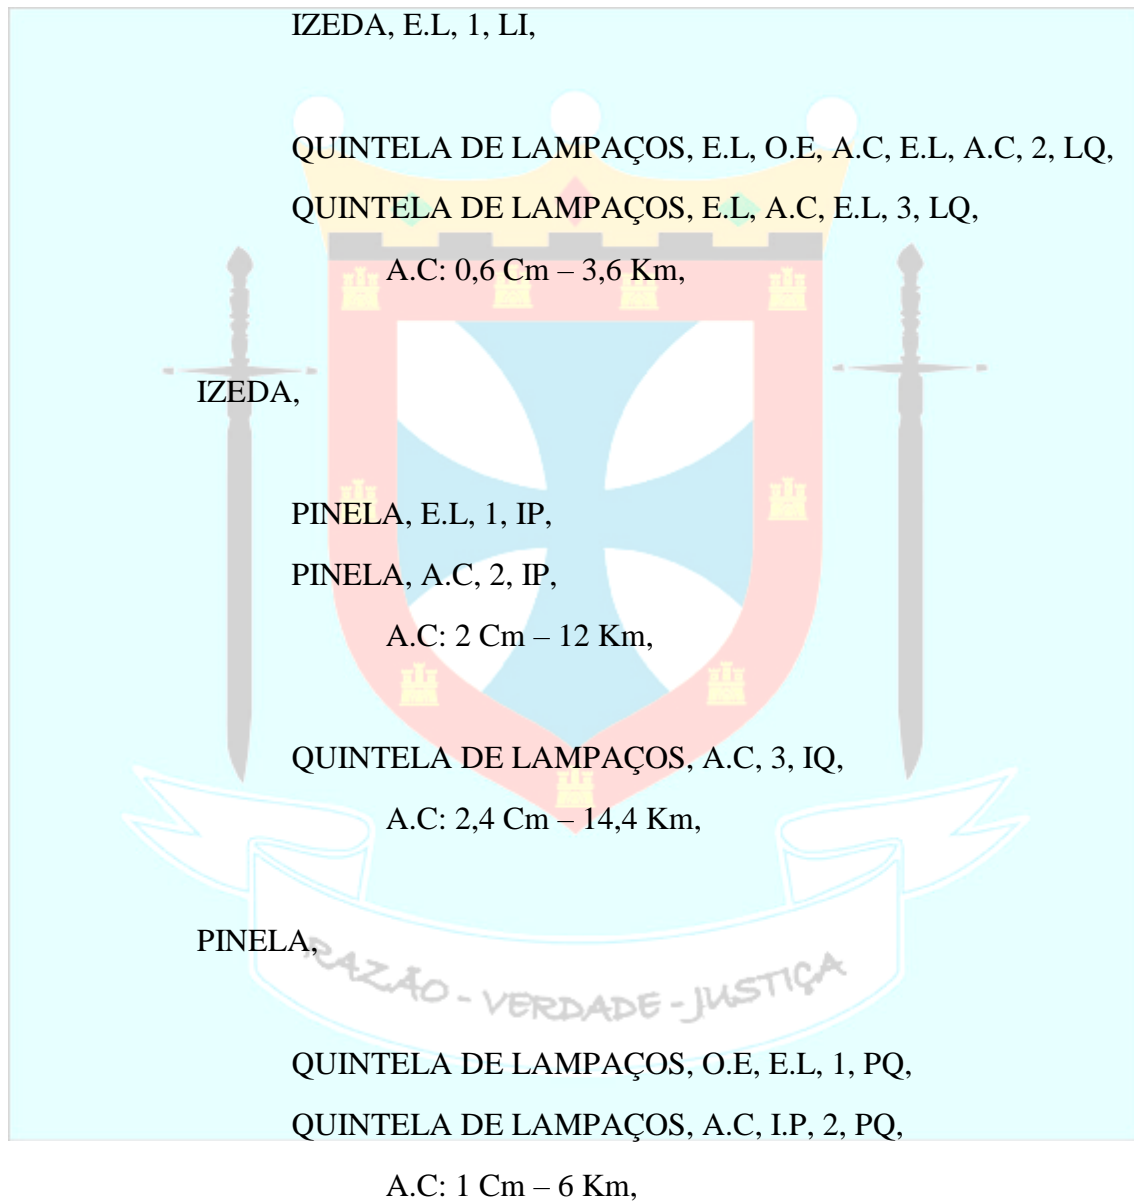 IZEDA, E.L, 1, LI,
QUINTELA DE LAMPAÇOS, E.L, O.E, A.C, E.L, A.C, 2, LQ,
QUINTELA DE LAMPAÇOS, E.L, A.C, E.L, 3, LQ,
A.C: 0,6 Cm – 3,6 Km,
IZEDA,
PINELA, E.L, 1, IP,
PINELA, A.C, 2, IP,
A.C: 2 Cm – 12 Km,
QUINTELA DE LAMPAÇOS, A.C, 3, IQ,
A.C: 2,4 Cm – 14,4 Km,
PINELA,
RAZÃO - VERDADE - JUSTIÇA
QUINTELA DE LAMPAÇOS, O.E, E.L, 1, PQ,
QUINTELA DE LAMPAÇOS, A.C, I.P, 2, PQ,
A.C: 1 Cm – 6 Km,